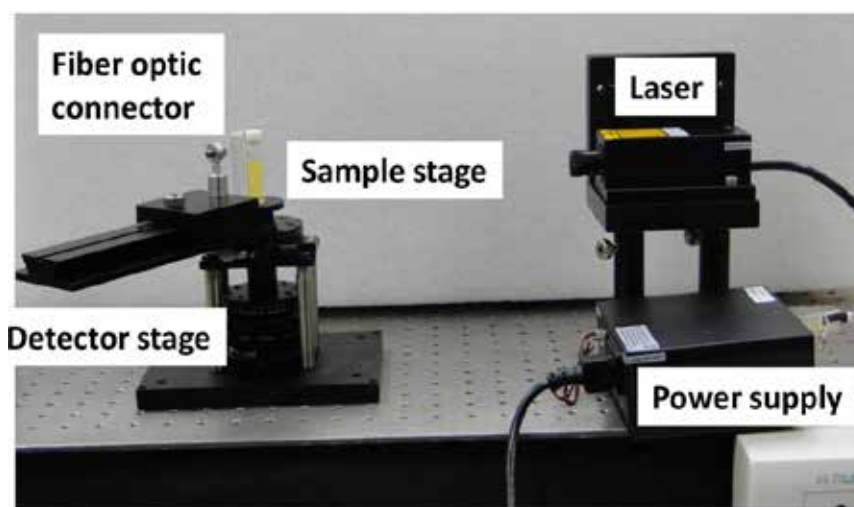 Fiber optic
connector
Laser
Sample stage
Detector stage
Power supply